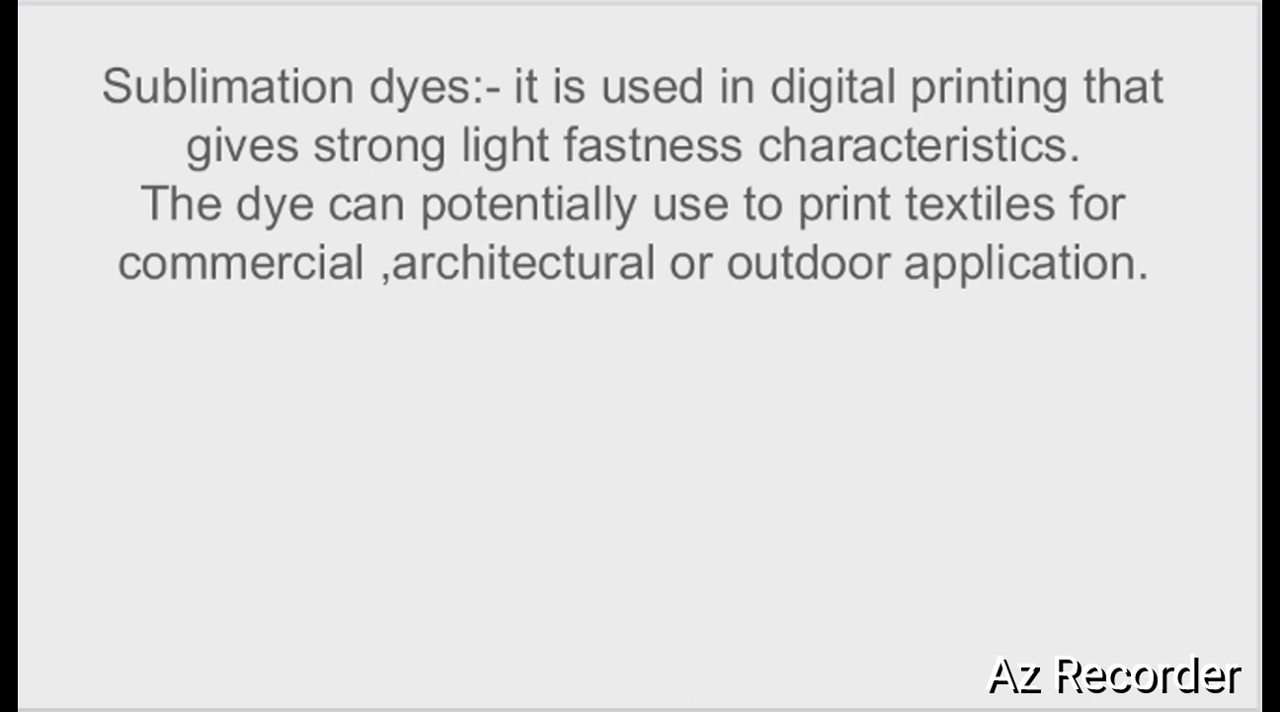 Sublimation dyes:- it is used in digital printing that
gives strong light fastness characteristics.
The dye can potentially use to print textiles for
commercial ,architectural or outdoor application.
Az Recorder